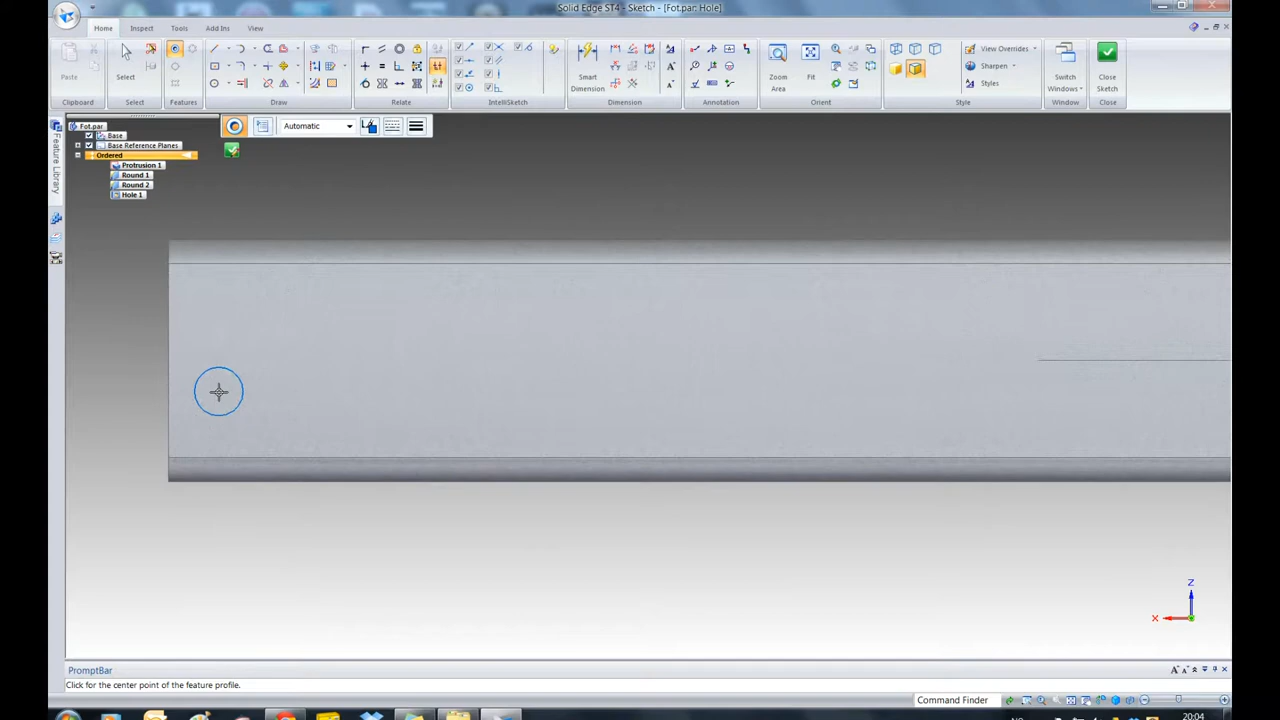 Solid Edge ST4 - Sketch - [Fot.par: Hole]
Home Inspect Tools Add Ins View
Paste Select Smart Dimension Zoom Area Fit View Overrides Sharpen Styles Switch Windows Close Sketch
Clipboard Select Features Draw Relate IntelliSketch Dimension Annotation Orient Style Window Close
Automatic
Feature Library
Fot.par
Base
Base Reference Planes
Ordered
Protrusion 1
Round 1
Round 2
Hole 1
Z
X
PromptBar
Click for the center point of the feature profile.
Command Finder
NO
20:04